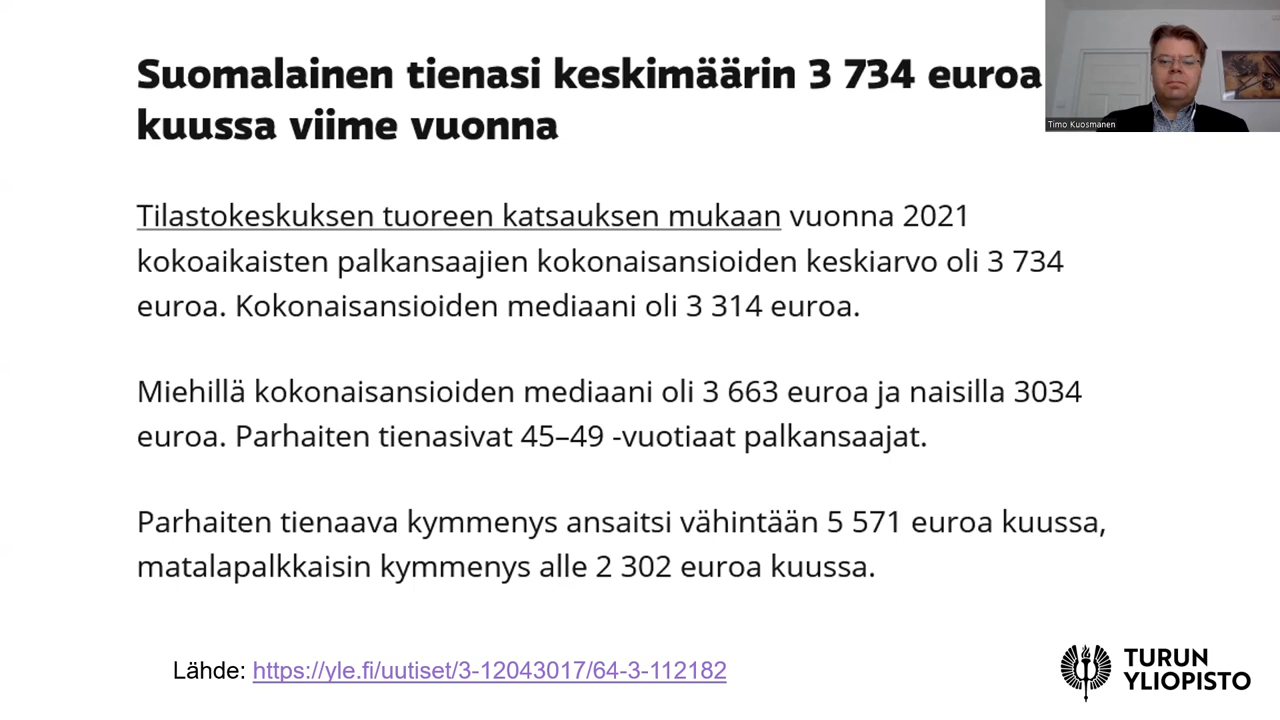 Suomalainen tienasi keskimäärin 3 734 euroa
kuussa viime vuonna
Timo Kuosmanen
Tilastokeskuksen tuoreen katsauksen mukaan vuonna 2021
kokoaikaisten palkansaajien kokonaisansioiden keskiarvo oli 3 734
euroa. Kokonaisansioiden mediaani oli 3 314 euroa.
Miehillä kokonaisansioiden mediaani oli 3 663 euroa ja naisilla 3034
euroa. Parhaiten tienasivat 45–49 -vuotiaat palkansaajat.
Parhaiten tienaava kymmenys ansaitsi vähintään 5 571 euroa kuussa,
matalapalkkaisin kymmenys alle 2 302 euroa kuussa.
Lähde: https://yle.fi/uutiset/3-12043017/64-3-112182
TURUN
YLIOPISTO